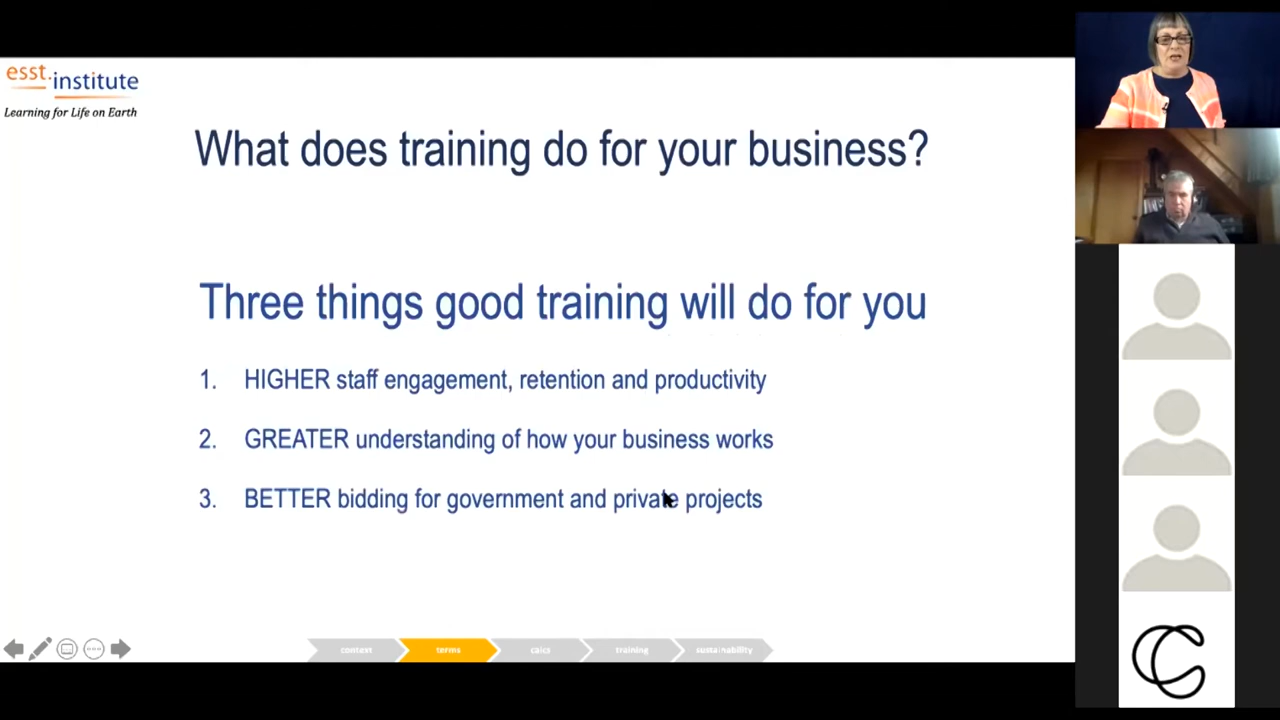 esst.institute
Learning for Life on Earth
What does training do for your business?
Three things good training will do for you
1. HIGHER staff engagement, retention and productivity
2. GREATER understanding of how your business works
3. BETTER bidding for government and private projects
context terms calcs training sustainability